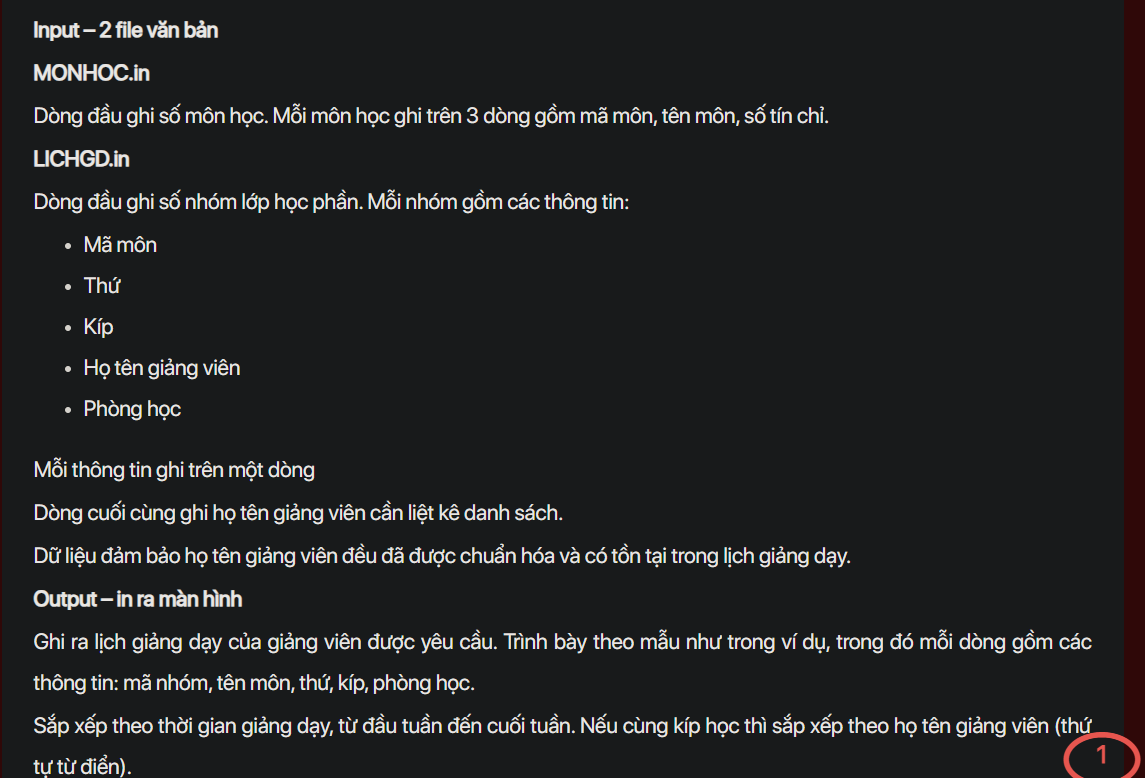 Input – 2 file văn bản
MONHOC.in
Dòng đầu ghi số môn học. Mỗi môn học ghi trên 3 dòng gồm mã môn, tên môn, số tín chỉ.
LICHGD.in
Dòng đầu ghi số nhóm lớp học phần. Mỗi nhóm gồm các thông tin:
• Mã môn
• Thứ
• Kíp
• Họ tên giảng viên
• Phòng học
Mỗi thông tin ghi trên một dòng
Dòng cuối cùng ghi họ tên giảng viên cần liệt kê danh sách.
Dữ liệu đảm bảo họ tên giảng viên đều đã được chuẩn hóa và có tồn tại trong lịch giảng dạy.
Output – in ra màn hình
Ghi ra lịch giảng dạy của giảng viên được yêu cầu. Trình bày theo mẫu như trong ví dụ, trong đó mỗi dòng gồm các
thông tin: mã nhóm, tên môn, thứ, kíp, phòng học.
Sắp xếp theo thời gian giảng dạy, từ đầu tuần đến cuối tuần. Nếu cùng kíp học thì sắp xếp theo họ tên giảng viên (thứ
tự từ điển).
1